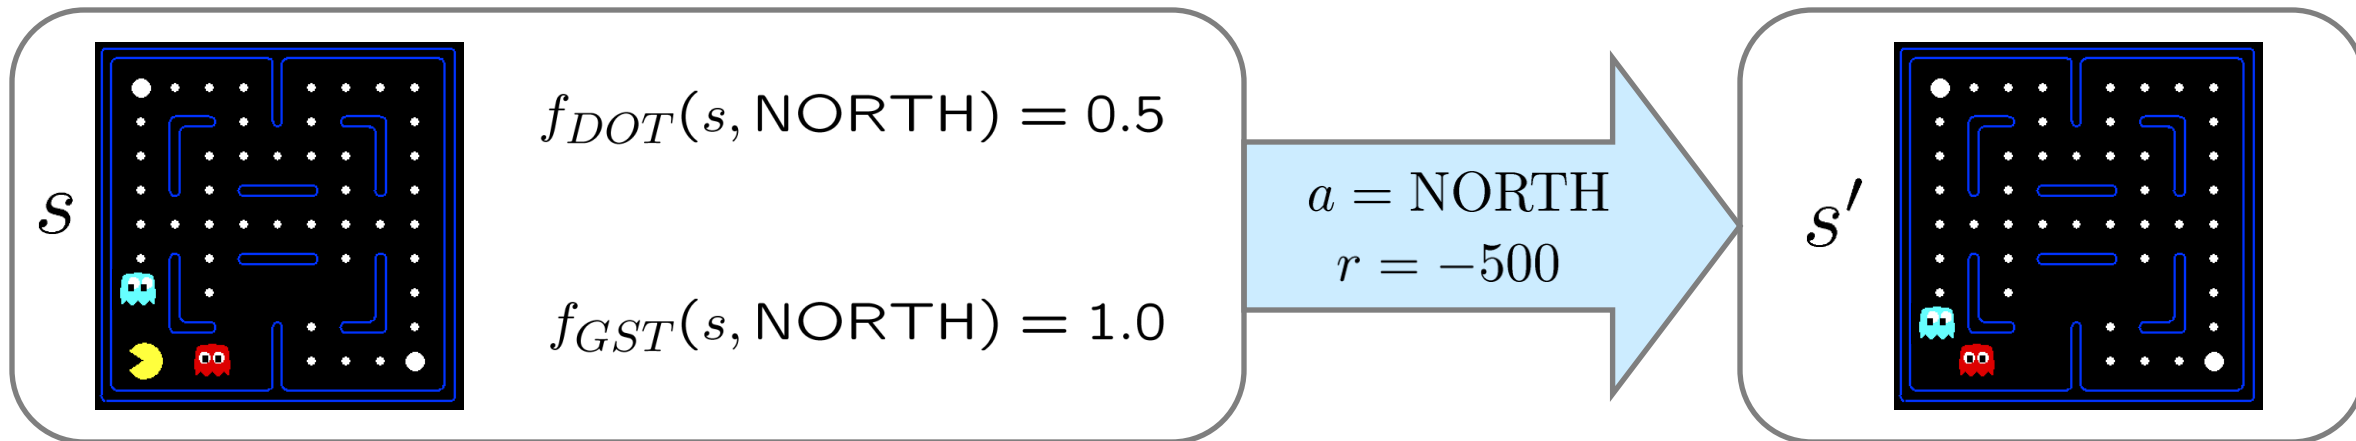 s
f_{DOT}(s, NORTH) = 0.5
f_{GST}(s, NORTH) = 1.0
a = NORTH
r = −500
s′